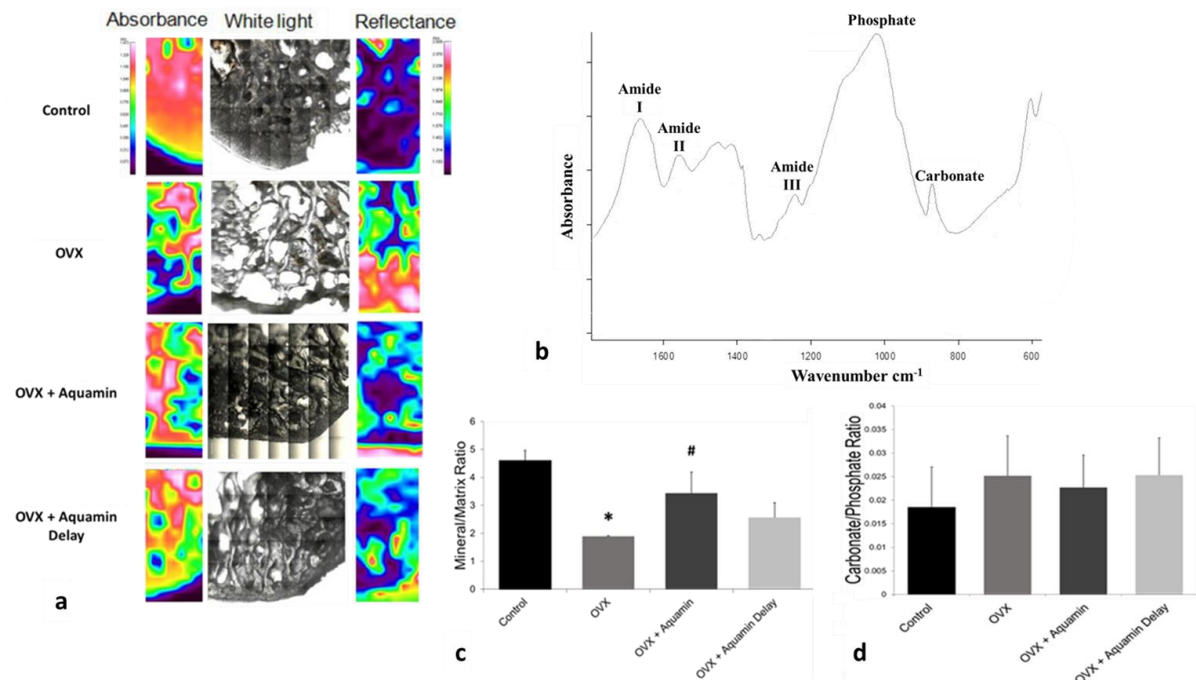 Absorbance White light Reflectance
Control
OVX
OVX + Aquamin
OVX + Aquamin
Delay
a
Phosphate
Amide
I
Amide
II
Amide
III
Carbonate
Absorbance
1600 1400 1200 1000 800 600
Wavenumber cm-1
b
Mineral/Matrix Ratio
6
5
4
3
2
1
0
*
#
Control
OVX
OVX + Aquamin
OVX + Aquamin Delay
c
Carbonate/Phosphate Ratio
0.04
0.035
0.03
0.025
0.02
0.015
0.01
0.005
0
Control
OVX
OVX + Aquamin
OVX + Aquamin Delay
d